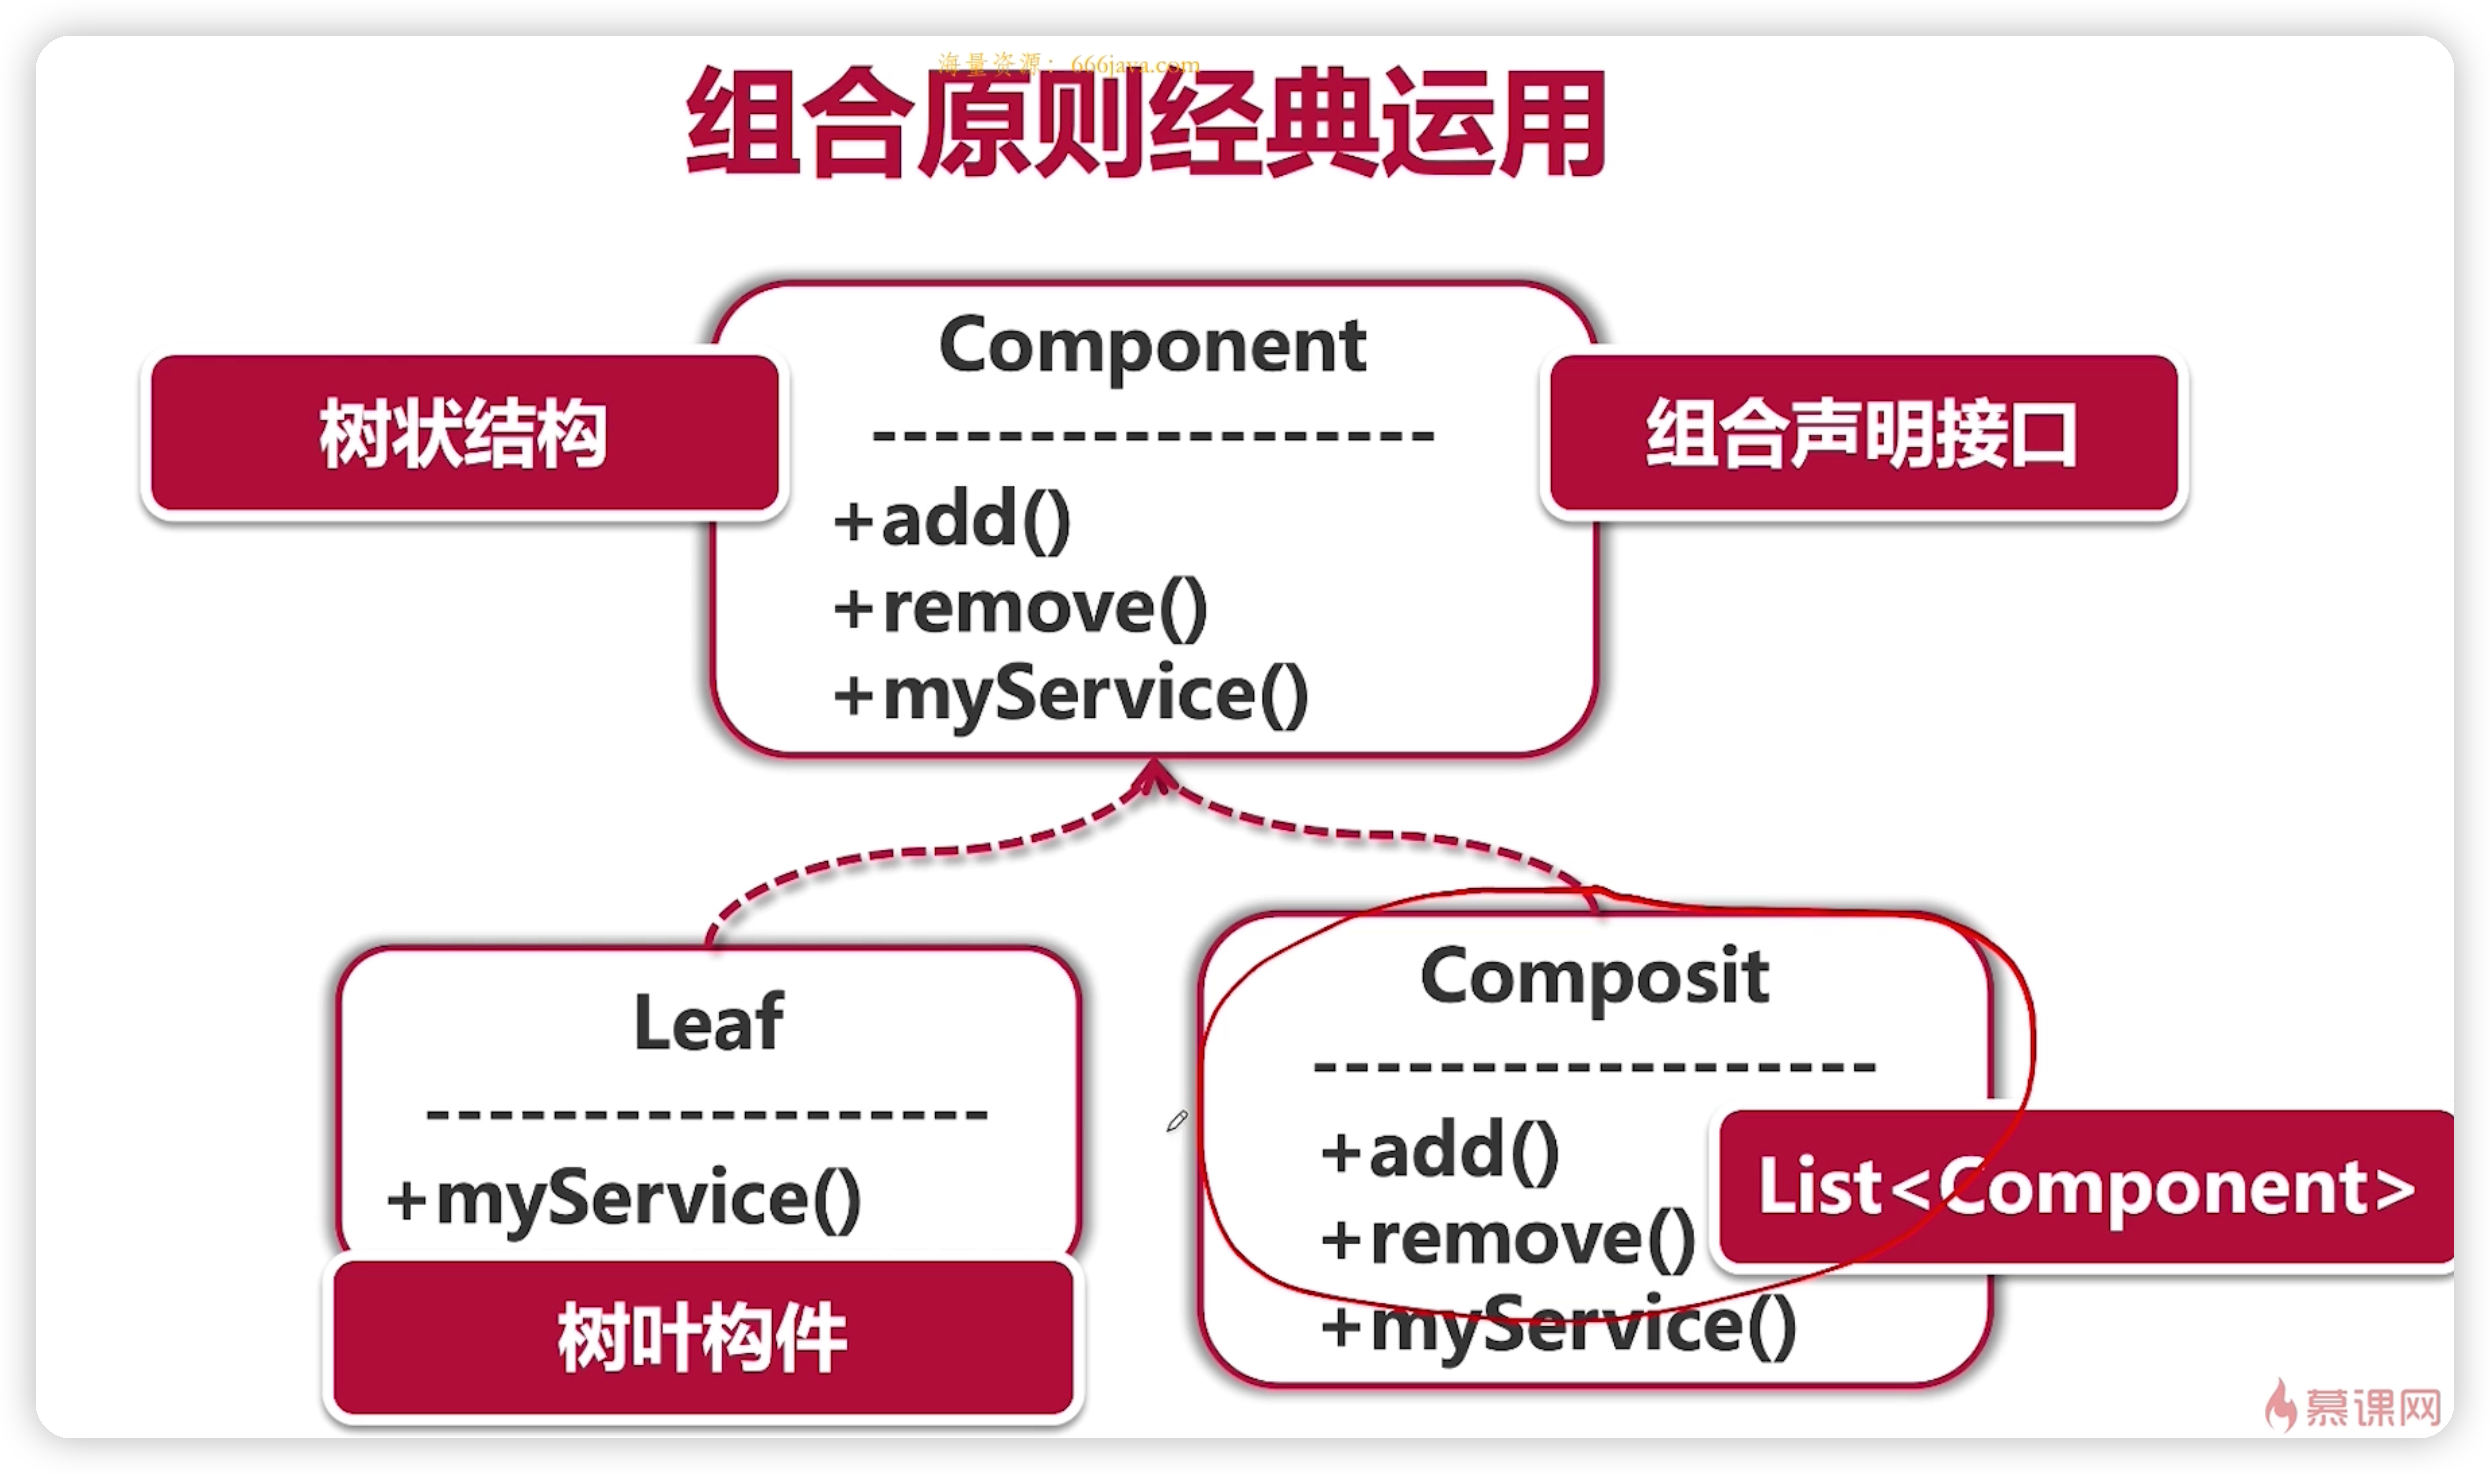 海量资源：666java.com
组合原则经典运用
Component
树状结构
组合声明接口
-------------------
+add()
+remove()
+myService()
Leaf
-------------------
+myService()
树叶构件
Composit
-------------------
+add()
List<Component>
+remove()
+myService()
慕课网